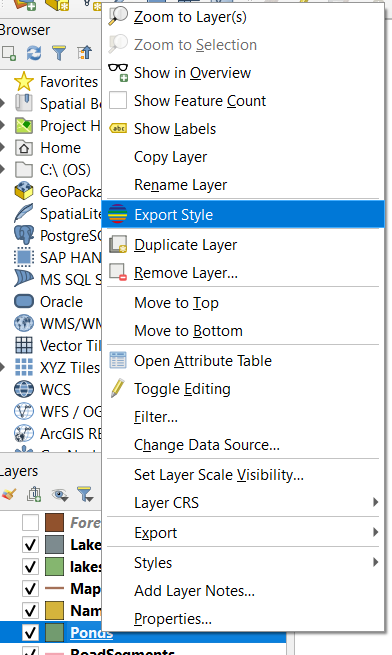 Zoom to Layer(s)
Browser
Zoom to Selection
Show in Overview
Favorites
Show Feature Count
Spatial Bo
Project H
Show Labels
abc
Home
Copy Layer
C:\ (OS)
Rename Layer
GeoPacka
SpatiaLite
Export Style
PostgreSQ
Duplicate Layer
SAP HAN
Remove Layer...
MS SQL S
Oracle
Move to Top
WMS/WM
Move to Bottom
Vector Til
Open Attribute Table
XYZ Tiles
WCS
Toggle Editing
WFS / OG
Filter...
ArcGIS RE
Change Data Source...
Layers
Set Layer Scale Visibility...
Layer CRS
Fore
Export
Lake
lakes
Styles
Map
Add Layer Notes...
Nam
Properties...
Ponds
RoadSegments